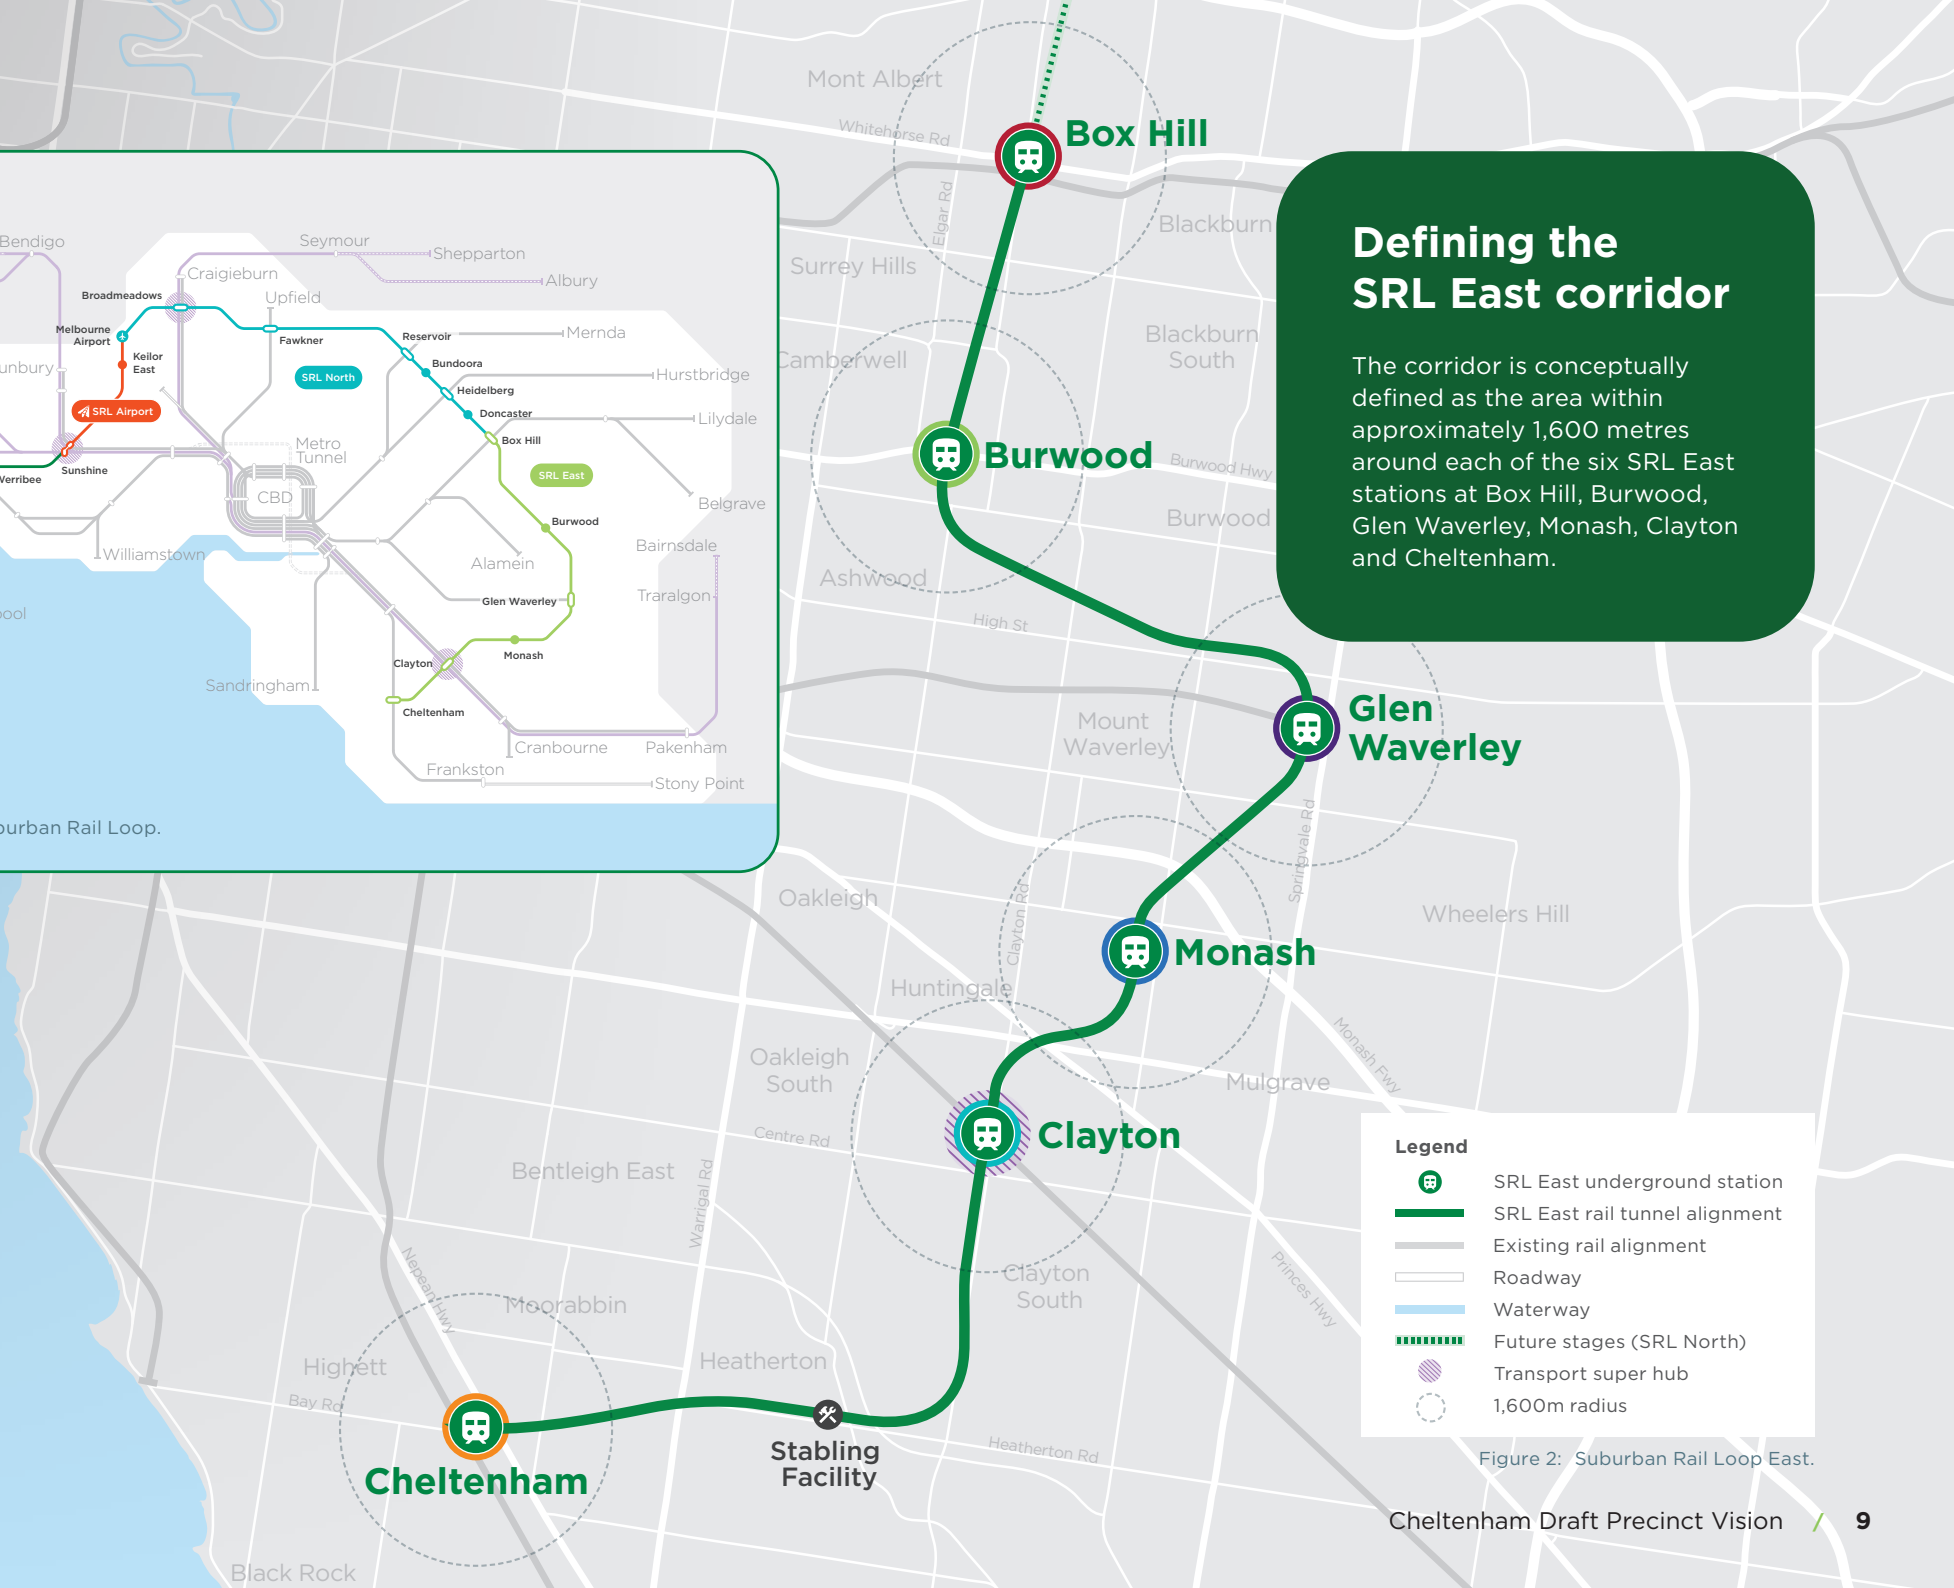 Mont Albert
Whitehorse Rd
Box Hill
Elgar Rd
Blackburn
Surrey Hills
Blackburn
South
Camberwell
Burwood
Burwood Hwy
Burwood
Ashwood
High St
Glen
Waverley
Mount
Waverley
Springvale Rd
Oakleigh
Clayton Rd
Wheelers Hill
Monash
Huntingale
Monash Fwy
Oakleigh
South
Mulgrave
Centre Rd
Clayton
Bentleigh East
Warrigal Rd
Nepean Hwy
Clayton
South
Princes Hwy
Moorabbin
Heatherton
Highett
Bay Rd
Cheltenham
Stabling
Facility
Heatherton Rd
Black Rock
Defining the
SRL East corridor
The corridor is conceptually
defined as the area within
approximately 1,600 metres
around each of the six SRL East
stations at Box Hill, Burwood,
Glen Waverley, Monash, Clayton
and Cheltenham.
Bendigo
Seymour
Shepparton
Craigieburn
Albury
Broadmeadows
Upfield
Melbourne
Airport
Fawkner
Reservoir
Mernda
Keilor
East
Bundoora
unbury
SRL North
Heidelberg
Hurstbridge
SRL Airport
Doncaster
Lilydale
Metro
Tunnel
Box Hill
Sunshine
SRL East
Werribee
CBD
Belgrave
Burwood
Williamstown
Alamein
Bairnsdale
Glen Waverley
Traralgon
ool
Monash
Clayton
Sandringham
Cheltenham
Cranbourne
Pakenham
Frankston
Stony Point
burban Rail Loop.
Legend
SRL East underground station
SRL East rail tunnel alignment
Existing rail alignment
Roadway
Waterway
Future stages (SRL North)
Transport super hub
1,600m radius
Figure 2: Suburban Rail Loop East.
Cheltenham Draft Precinct Vision / 9